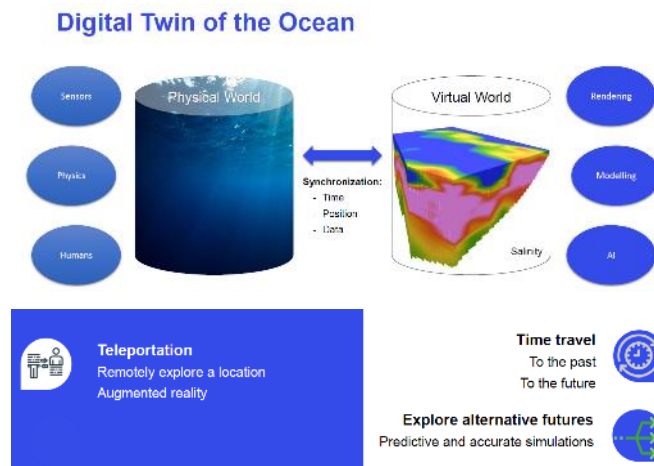 Digital Twin of the Ocean
Sensors
Physical World
Virtual World
Rendering
Physics
Synchronization:
- Time
- Position
- Data
Modelling
Humans
Salinity
AI
Teleportation
Remotely explore a location
Augmented reality
Time travel
To the past
To the future
Explore alternative futures
Predictive and accurate simulations